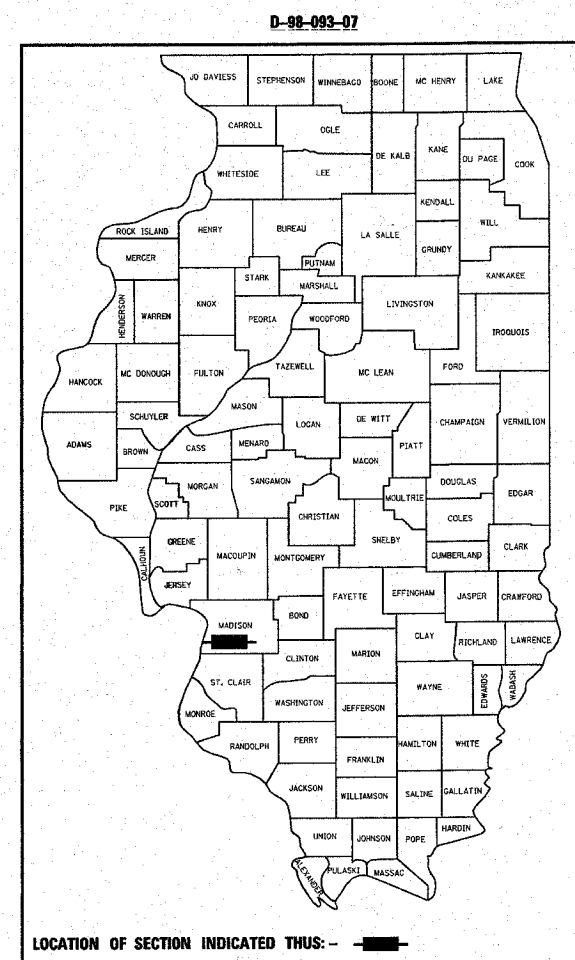 D-98-093-07
JO DAVIESS STEPHENSON WINNEBAGO BOONE MC HENRY LAKE
CARROLL OGLE DE KALB KANE DU PAGE COOK
WHITESIDE LEE
KENDALL
ROCK ISLAND HENRY BUREAU LA SALLE GRUNDY WILL
MERCER PUTNAM
STARK MARSHALL KANKAKEE
HENDERSON WARREN KNOX PEORIA WOODFORD LIVINGSTON IROQUOIS
HANCOCK MC DONOUGH FULTON TAZEWELL MC LEAN FORD
SCHUYLER MASON
ADAMS BROWN CASS MENARD LOGAN DE WITT PIATT CHAMPAIGN VERMILION
MACON
PIKE SCOTT MORGAN SANGAMON CHRISTIAN MOULTRIE DOUGLAS EDGAR
COLES
CALHOUN GREENE MACOUPIN MONTGOMERY SHELBY CUMBERLAND CLARK
JERSEY
FAYETTE EFFINGHAM JASPER CRAWFORD
MADISON BOND
CLAY RICHLAND LAWRENCE
CLINTON MARION
ST. CLAIR WAYNE EDWARDS WABASH
MONROE WASHINGTON JEFFERSON
RANDOLPH PERRY HAMILTON WHITE
FRANKLIN
JACKSON WILLIAMSON SALINE GALLATIN
UNION JOHNSON POPE HARDIN
ALEXANDER PULASKI MASSAC
LOCATION OF SECTION INDICATED THUS: -